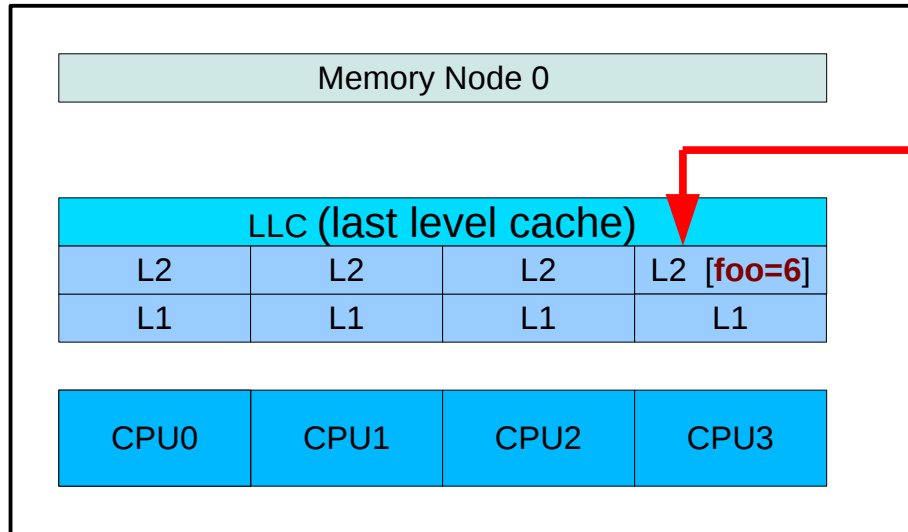 Memory Node 0
LLC (last level cache)
L2 L2 L2 L2 [foo=6]
L1 L1 L1 L1
CPU0 CPU1 CPU2 CPU3